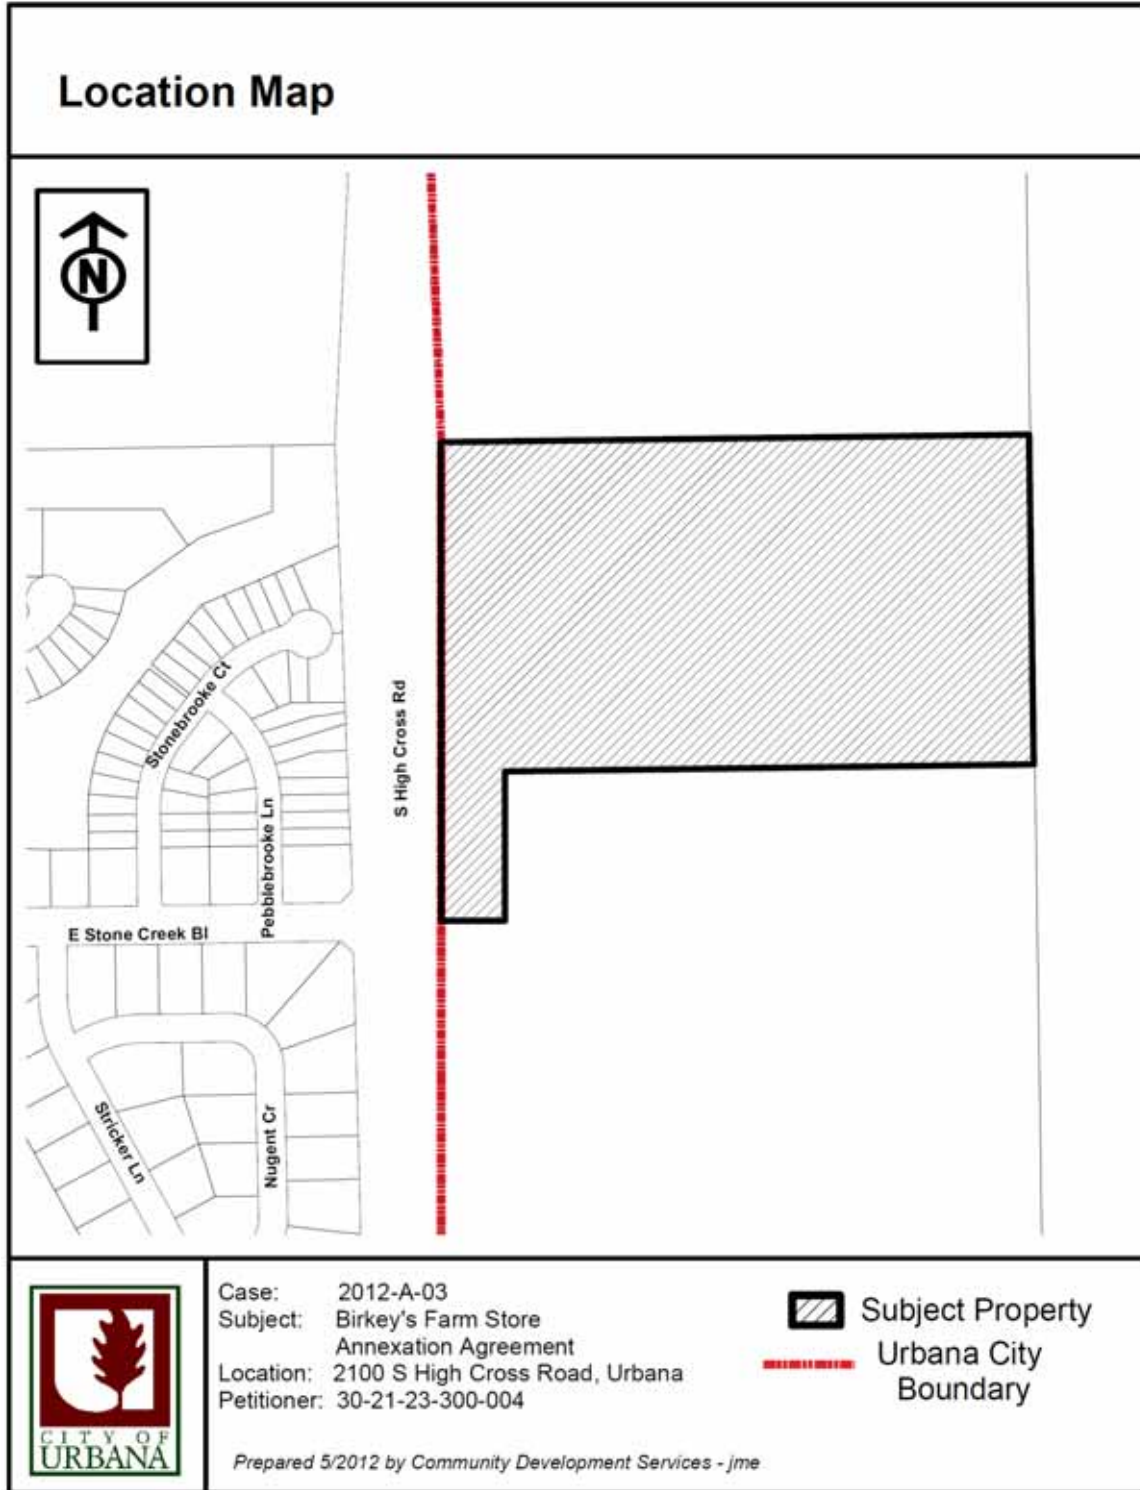 Location Map
N
Stonebrooke Ct
S High Cross Rd
Pebblebrooke Ln
E Stone Creek Bl
Stricker Ln
Nugent Cr
Case: 2012-A-03
Subject: Birkey's Farm Store
Annexation Agreement
Location: 2100 S High Cross Road, Urbana
Petitioner: 30-21-23-300-004
Prepared 5/2012 by Community Development Services - jme
Subject Property
Urbana City
Boundary
CITY OF
URBANA